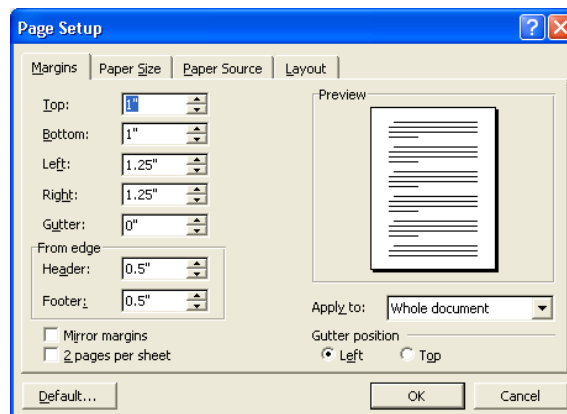 Page Setup
Margins Paper Size Paper Source Layout
Top: 1"
Bottom: 1"
Left: 1.25"
Right: 1.25"
Gutter: 0"
From edge
Header: 0.5"
Footer: 0.5"
Mirror margins
2 pages per sheet
Preview
Apply to: Whole document
Gutter position
Left Top
Default... OK Cancel